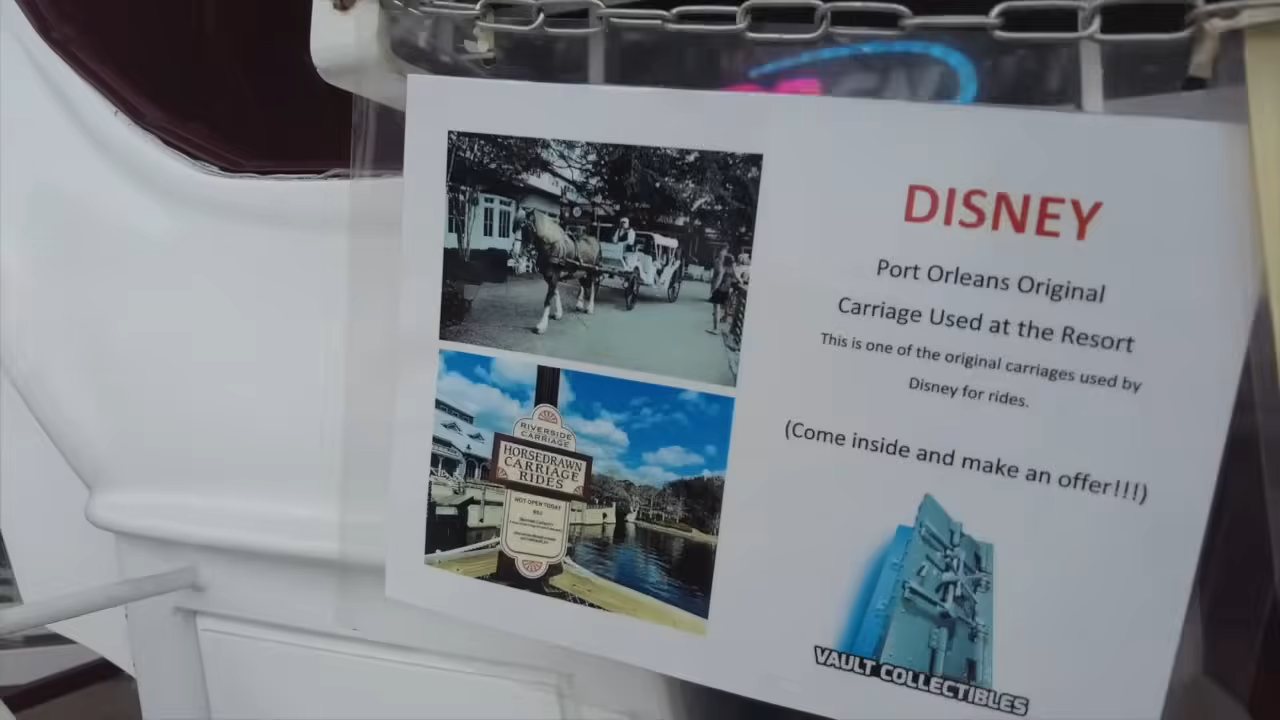 DISNEY
Port Orleans Original
Carriage Used at the Resort
This is one of the original carriages used by
Disney for rides.
(Come inside and make an offer!!!)
RIVERSIDE
CARRIAGE
HORSEDRAWN
CARRIAGE
RIDES
NOT OPEN TODAY
VAULT COLLECTIBLES